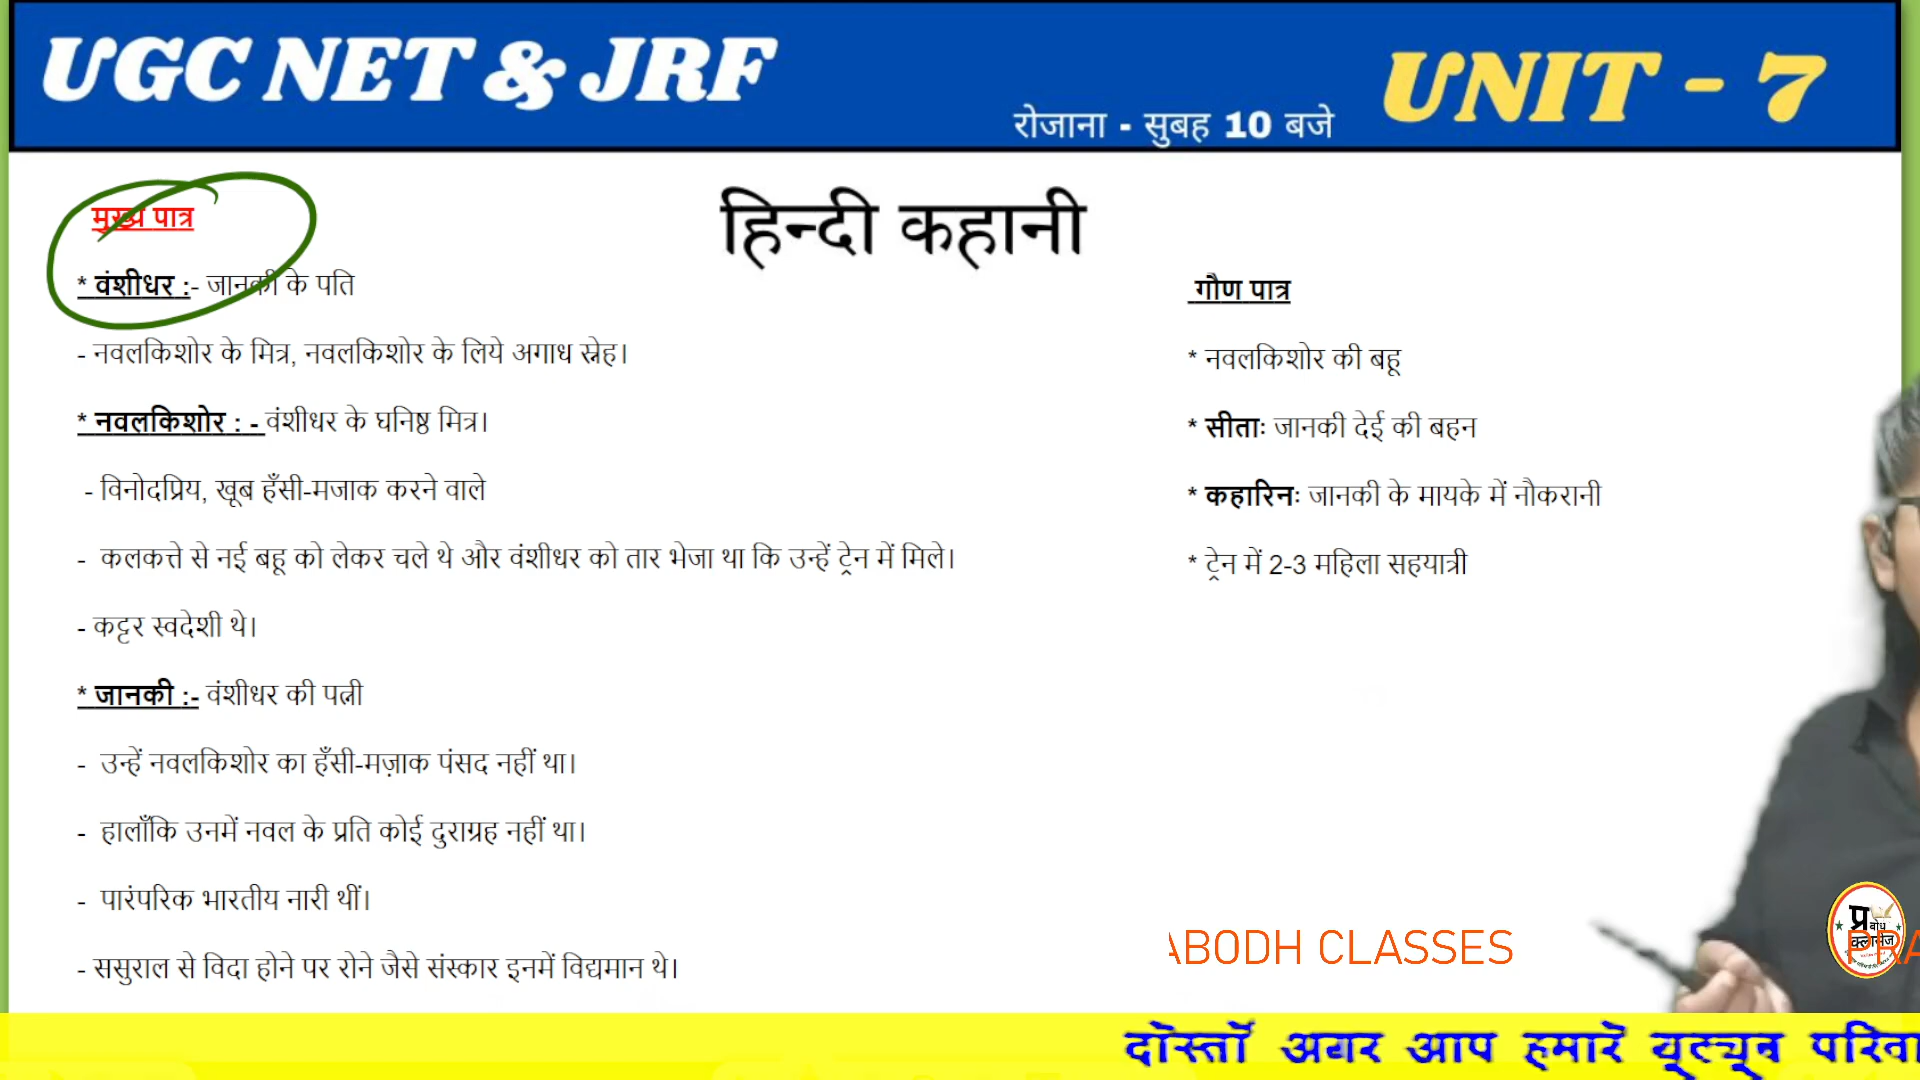 UGC NET & JRF
रोजाना - सुबह 10 बजे
UNIT - 7
हिन्दी कहानी
मुख्य पात्र
* वंशीधर :- जानकी के पति
- नवलकिशोर के मित्र, नवलकिशोर के लिये अगाध स्नेह।
* नवलकिशोर : - वंशीधर के घनिष्ठ मित्र।
- विनोदप्रिय, खूब हँसी-मजाक करने वाले
- कलकत्ते से नई बहू को लेकर चले थे और वंशीधर को तार भेजा था कि उन्हें ट्रेन में मिले।
- कट्टर स्वदेशी थे।
* जानकी :- वंशीधर की पत्नी
- उन्हें नवलकिशोर का हँसी-मज़ाक पंसद नहीं था।
- हालाँकि उनमें नवल के प्रति कोई दुराग्रह नहीं था।
- पारंपरिक भारतीय नारी थीं।
- ससुराल से विदा होने पर रोने जैसे संस्कार इनमें विद्यमान थे।
गौण पात्र
* नवलकिशोर की बहू
* सीताः जानकी देई की बहन
* कहारिनः जानकी के मायके में नौकरानी
* ट्रेन में 2-3 महिला सहयात्री
ABODH CLASSES
प्र
बोध
क्लासेज
PRA
दोस्तों अगर आप हमारे यूट्यूब परिवा